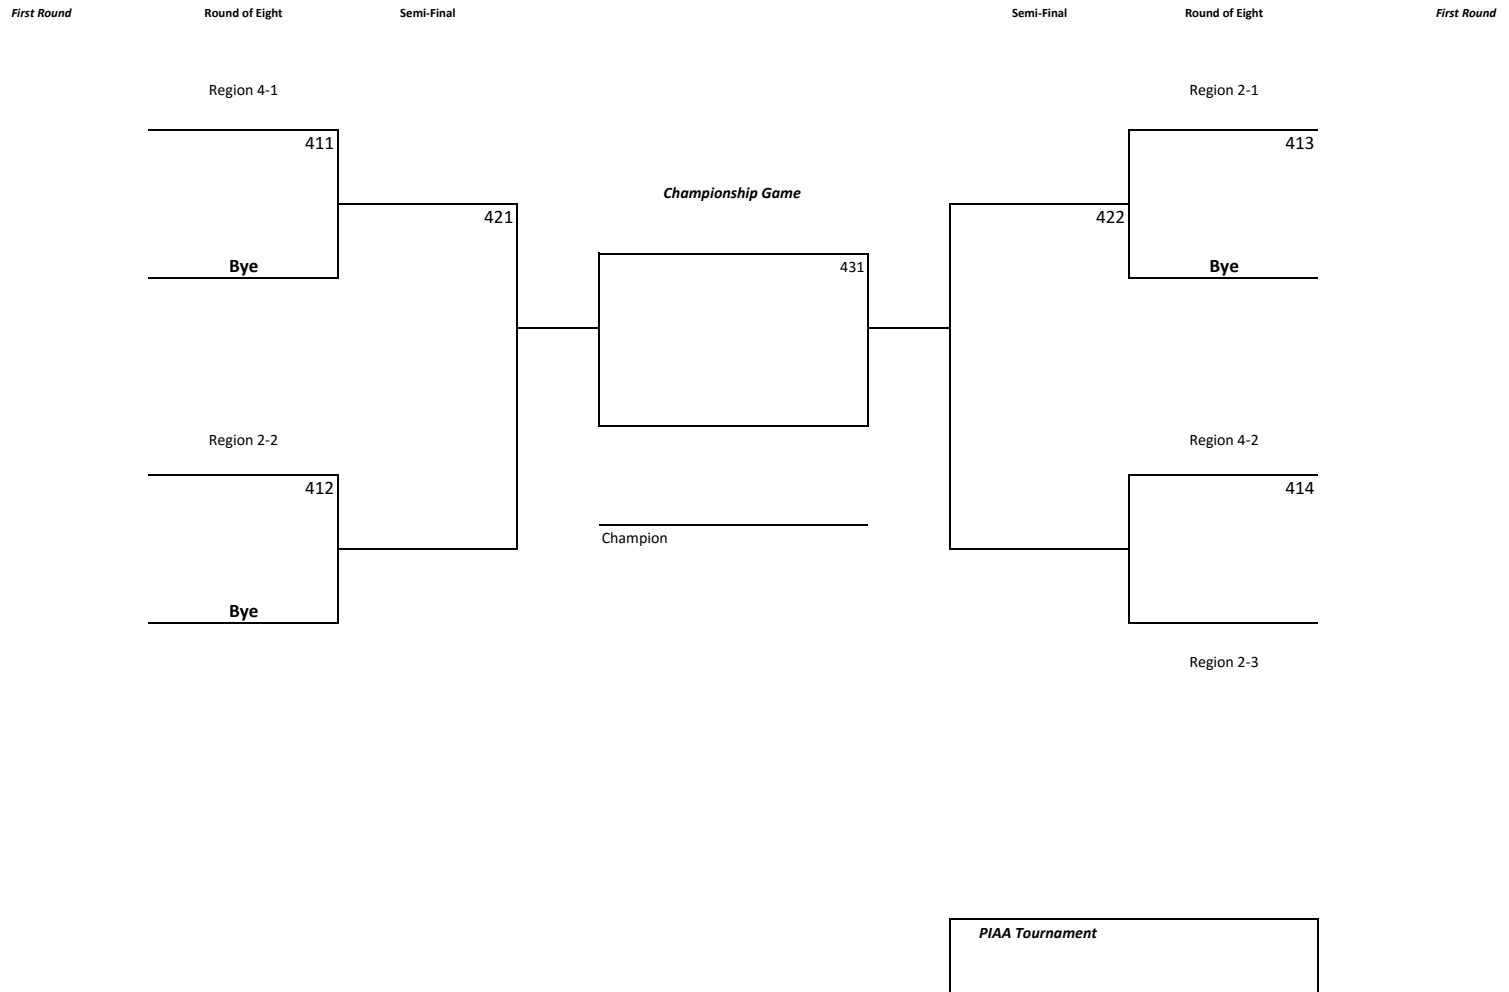 First Round Round of Eight Semi-Final Semi-Final Round of Eight First Round
Region 4-1 Region 2-1
411 413
Championship Game
421 422
Bye 431 Bye
Region 2-2 Region 4-2
412 414
Champion
Bye
Region 2-3
PIAA Tournament